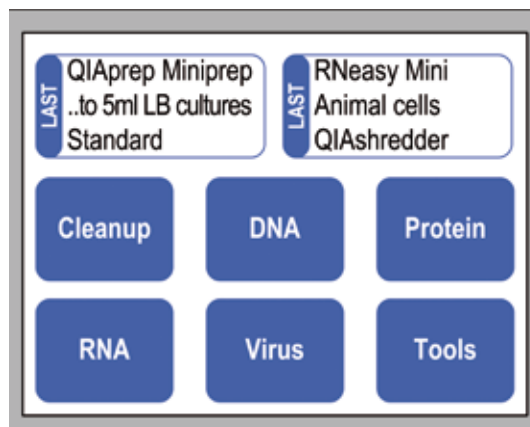 LAST
QIAprep Miniprep
..to 5ml LB cultures
Standard
LAST
RNeasy Mini
Animal cells
QIAshredder
Cleanup
DNA
Protein
RNA
Virus
Tools